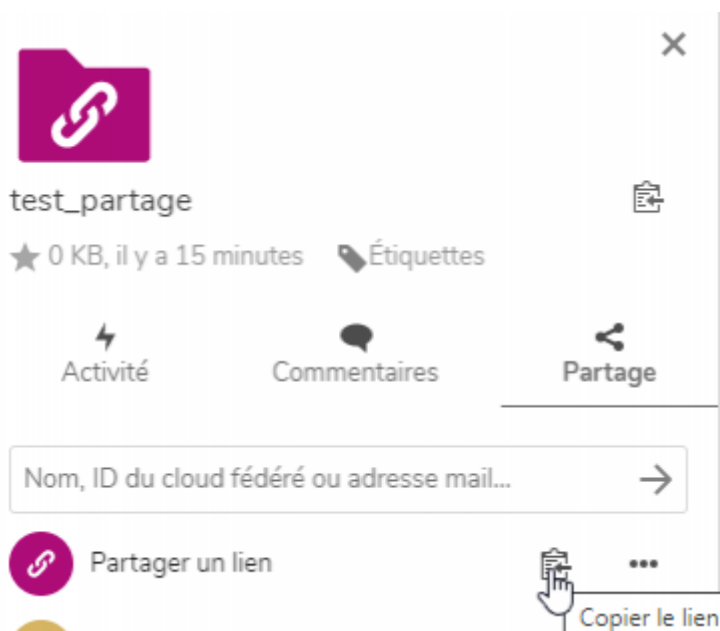 test_partage
0 KB, il y a 15 minutes Étiquettes
Activité Commentaires Partage
Nom, ID du cloud fédéré ou adresse mail...
Partager un lien
Copier le lien